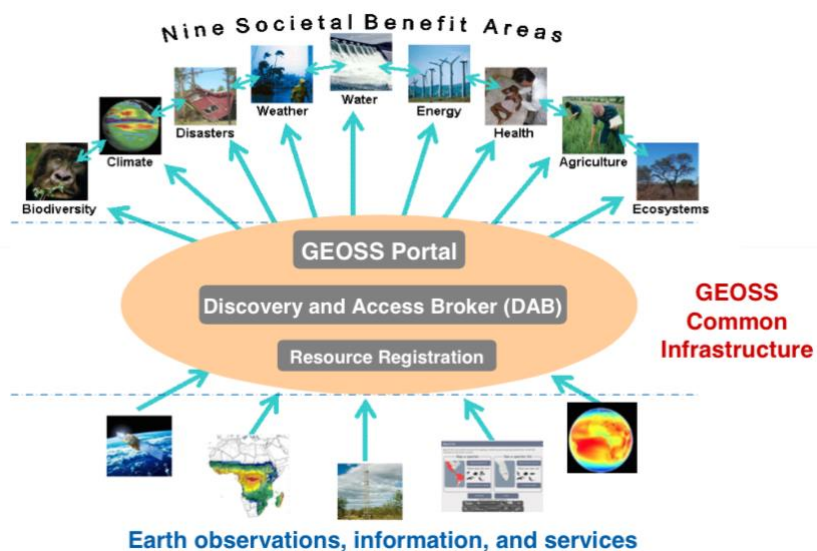 Nine Societal Benefit Areas
Water
Weather
Energy
Disasters
Health
Climate
Agriculture
Biodiversity
Ecosystems
GEOSS Portal
Discovery and Access Broker (DAB)
Resource Registration
GEOSS
Common
Infrastructure
Earth observations, information, and services